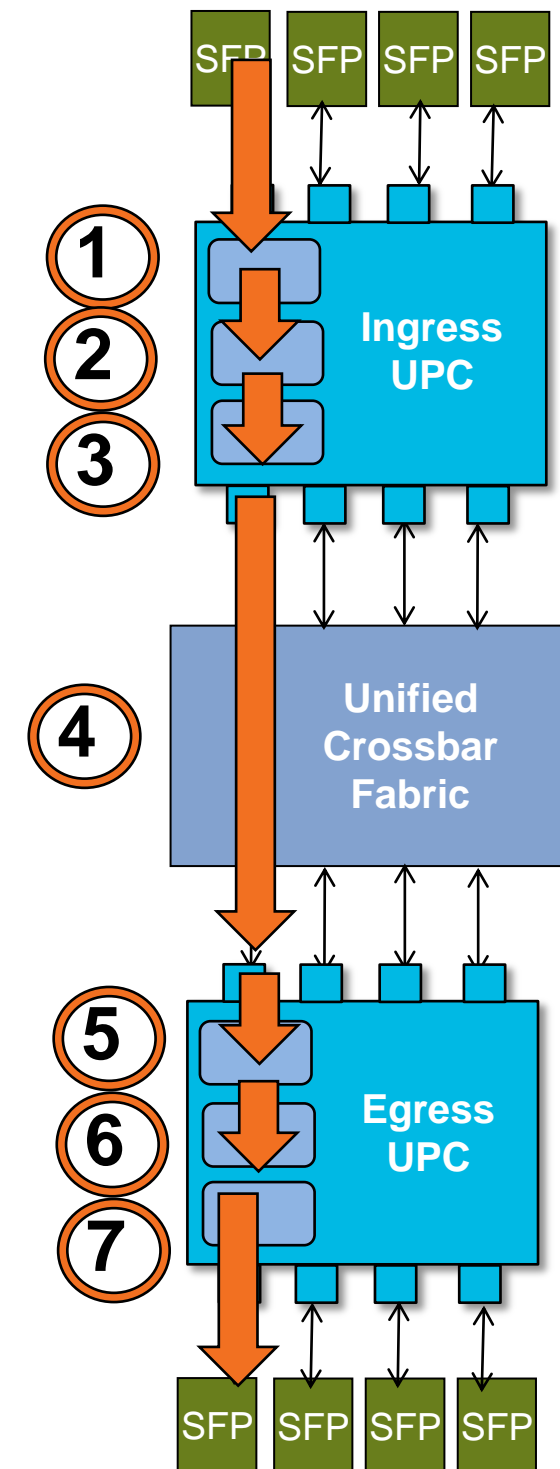 SFP SFP SFP SFP
1
Ingress
UPC
2
3
Unified
Crossbar
Fabric
4
5
Egress
UPC
6
7
SFP SFP SFP SFP